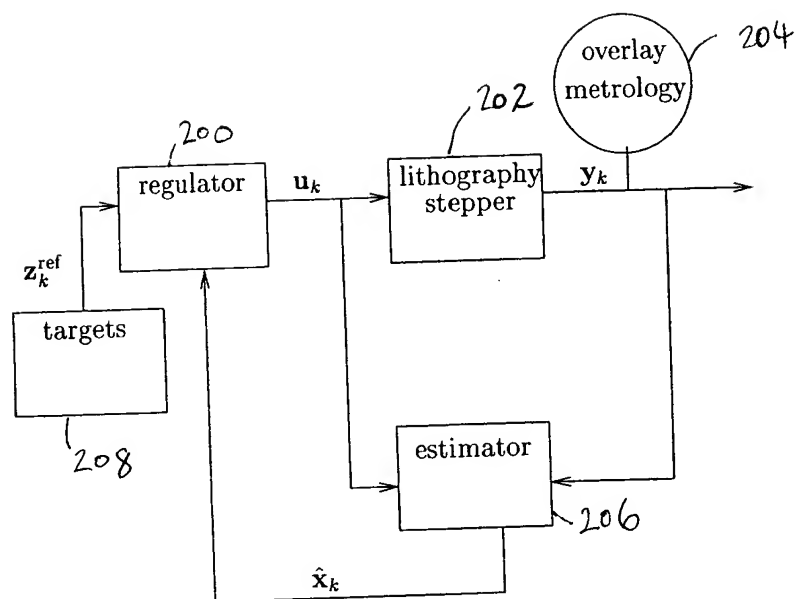 overlay
metrology
204
200
202
regulator
u_k
lithography
stepper
y_k
z_k^ref
targets
208
estimator
206
x̂_k